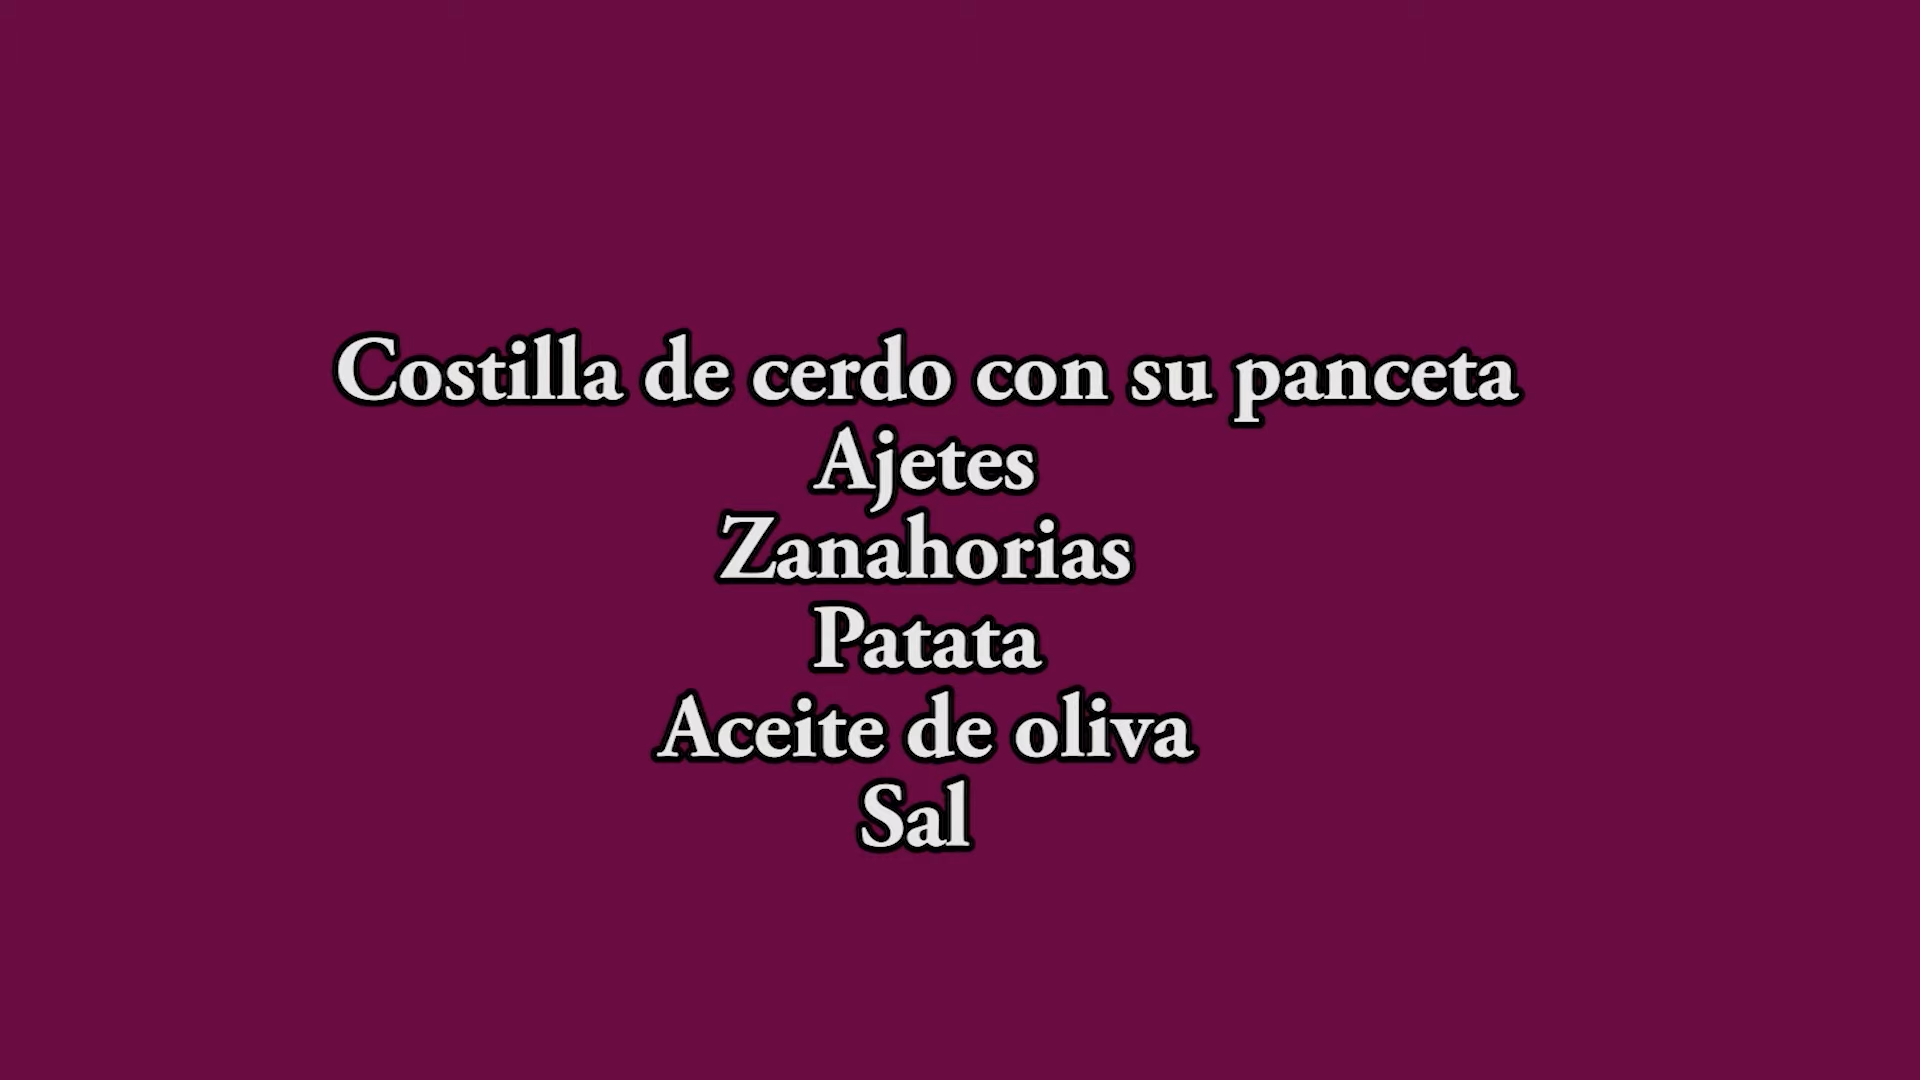 Costilla de cerdo con su panceta
Ajetes
Zanahorias
Patata
Aceite de oliva
Sal